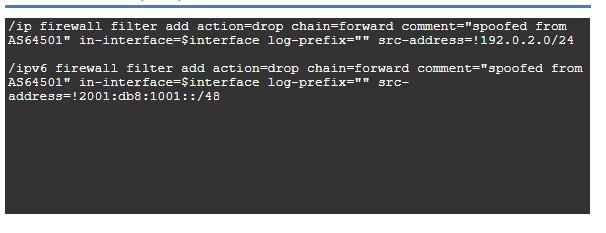 /ip firewall filter add action=drop chain=forward comment="spoofed from
AS64501" in-interface=$interface log-prefix="" src-address=!192.0.2.0/24
/ipv6 firewall filter add action=drop chain=forward comment="spoofed from
AS64501" in-interface=$interface log-prefix="" src-
address=!2001:db8:1001::/48